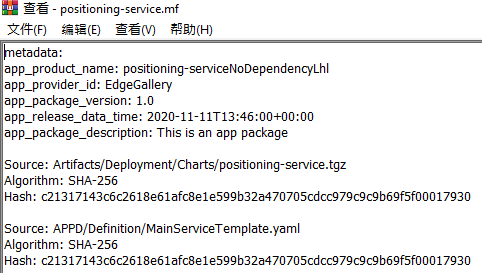 查看 - positioning-service.mf
文件(F) 编辑(E) 查看(V) 帮助(H)
metadata:
app_product_name: positioning-serviceNoDependencyLhl
app_provider_id: EdgeGallery
app_package_version: 1.0
app_release_data_time: 2020-11-11T13:46:00+00:00
app_package_description: This is an app package
Source: Artifacts/Deployment/Charts/positioning-service.tgz
Algorithm: SHA-256
Hash: c21317143c6c2618e61afc8e1e599b32a470705cdcc979c9c9b69f5f00017930
Source: APPD/Definition/MainServiceTemplate.yaml
Algorithm: SHA-256
Hash: c21317143c6c2618e61afc8e1e599b32a470705cdcc979c9c9b69f5f00017930